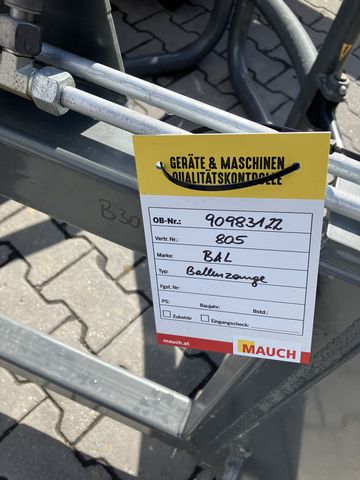 GERÄTE & MASCHINEN
QUALITÄTSKONTROLLE
OB-Nr.: 90983122
Vertr. Nr.: 805
Marke: BAL
Typ: Ballenzange
Fgst. Nr:
PS: Baujahr: Bstd.:
Zubehör Eingangscheck:
mauch.at
MAUCH
B30